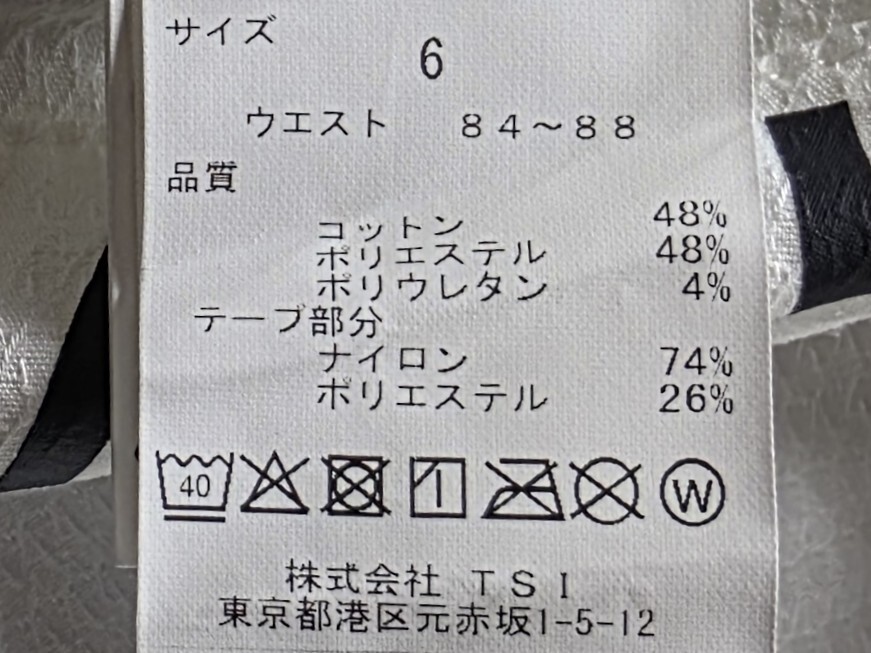 サイズ
6
ウエスト 84～88
品質
コットン 48%
ポリエステル 48%
ポリウレタン 4%
テープ部分
ナイロン 74%
ポリエステル 26%
40 W
株式会社 TSI
東京都港区元赤坂1-5-12